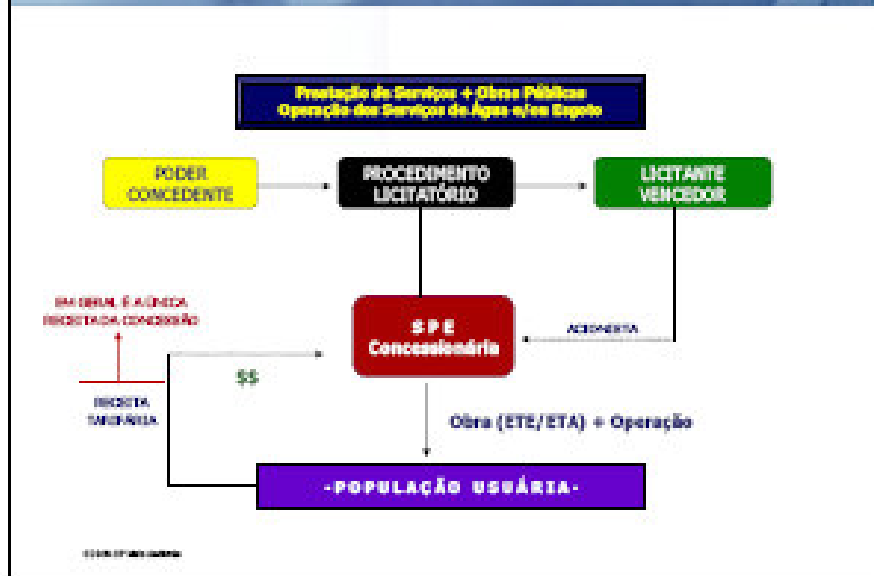 Prestação de Serviços + Obras Públicas
Operação dos Serviços de Água e/ou Esgoto
PODER
CONCEDENTE
PROCEDIMENTO
LICITATÓRIO
LICITANTE
VENCEDOR
EM GERAL É A ÚNICA
RECEITA DA CONCESSÃO
SPE
Concessionária
ACIONISTA
$$
RECEITA
TARIFÁRIA
Obra (ETE/ETA) + Operação
-POPULAÇÃO USUÁRIA-